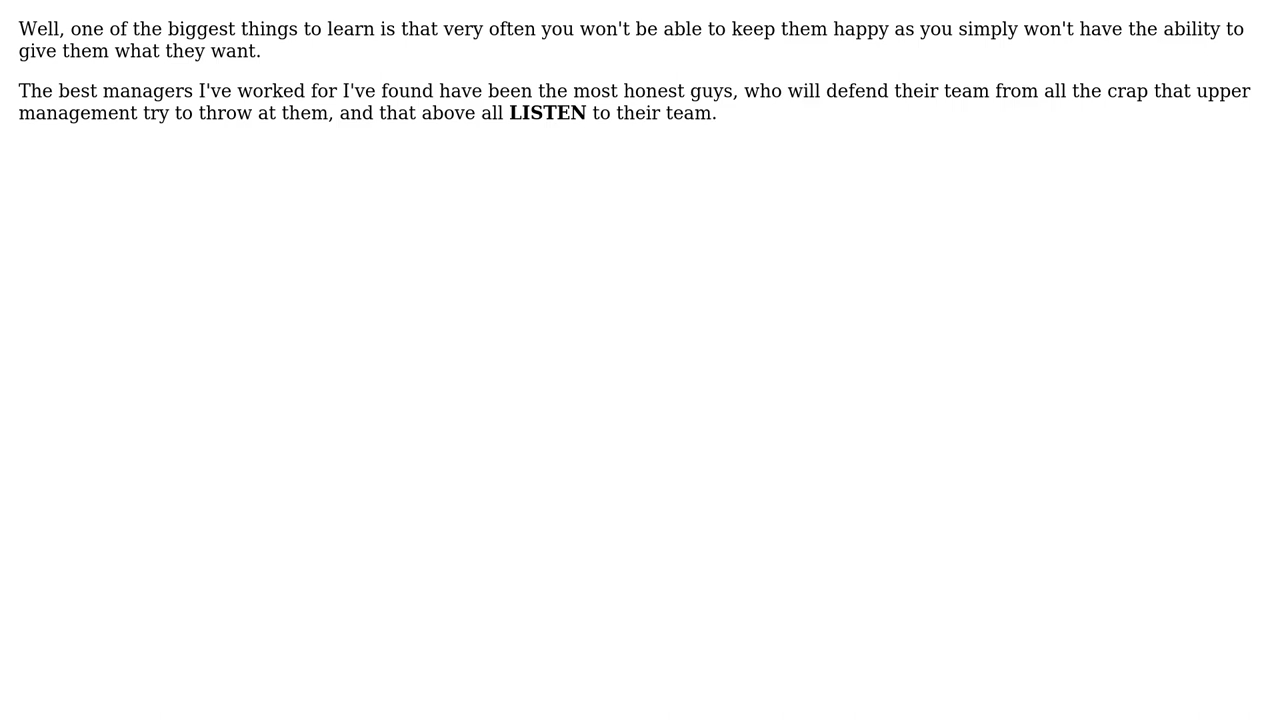 Well, one of the biggest things to learn is that very often you won't be able to keep them happy as you simply won't have the ability to
give them what they want.
The best managers I've worked for I've found have been the most honest guys, who will defend their team from all the crap that upper
management try to throw at them, and that above all LISTEN to their team.